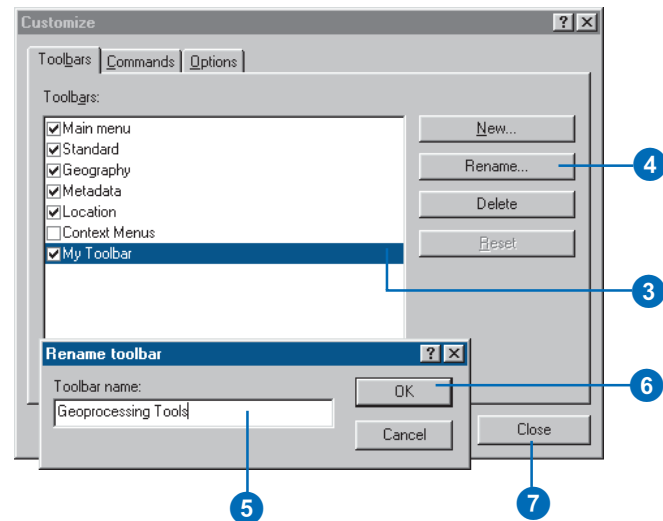 Customize
Toolbars Commands Options
Toolbars:
Main menu
Standard
Geography
Metadata
Location
Context Menus
My Toolbar
New...
Rename...
4
Delete
Reset
3
Rename toolbar
Toolbar name:
Geoprocessing Tools
OK
6
Cancel
Close
5
7